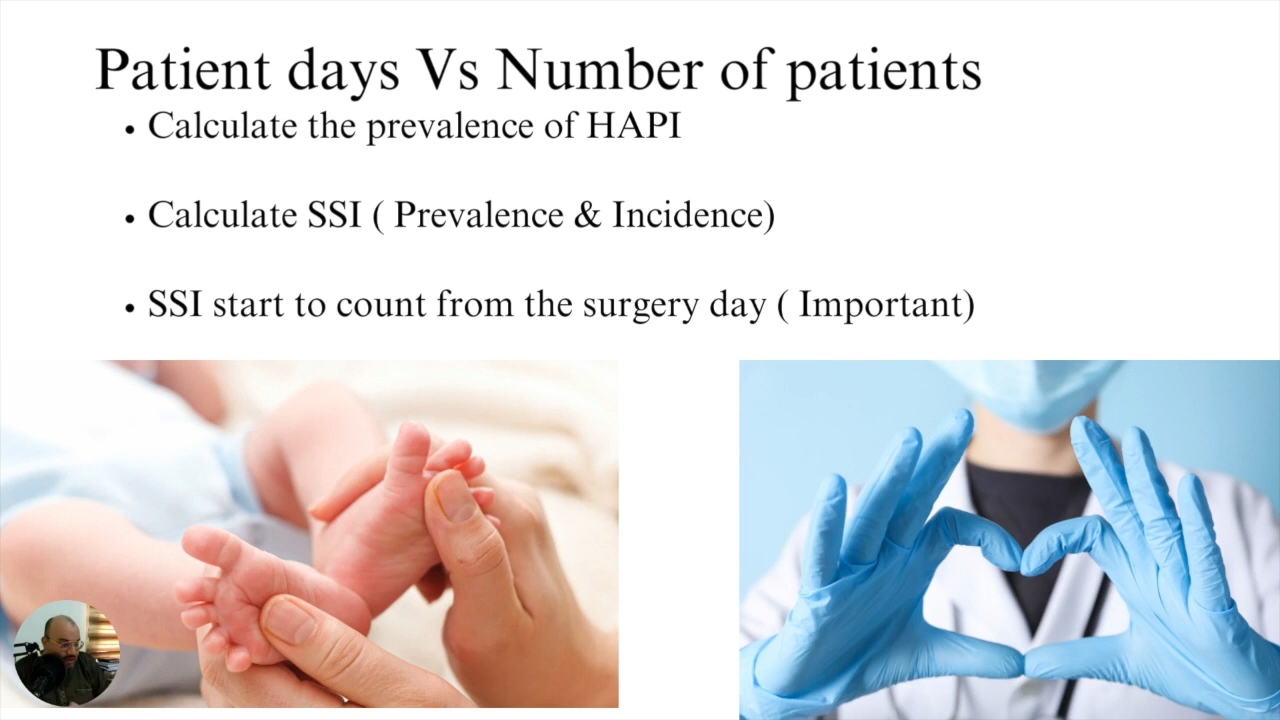 Patient days Vs Number of patients
• Calculate the prevalence of HAPI
• Calculate SSI ( Prevalence & Incidence)
• SSI start to count from the surgery day ( Important)